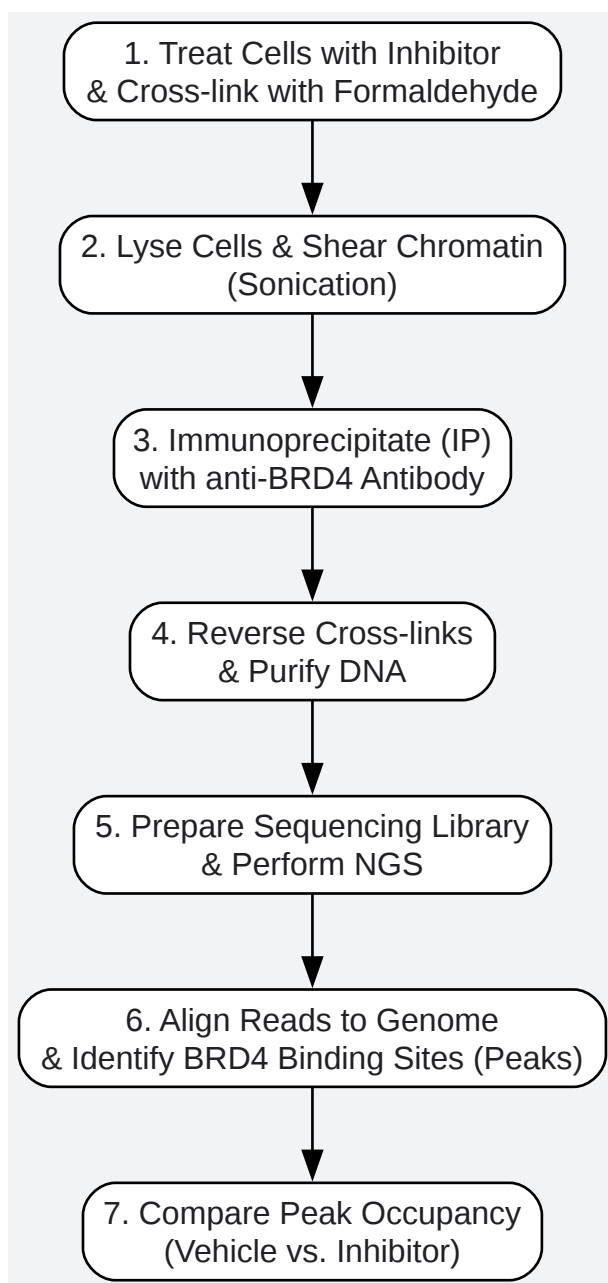 1. Treat Cells with Inhibitor
& Cross-link with Formaldehyde
2. Lyse Cells & Shear Chromatin
(Sonication)
3. Immunoprecipitate (IP)
with anti-BRD4 Antibody
4. Reverse Cross-links
& Purify DNA
5. Prepare Sequencing Library
& Perform NGS
6. Align Reads to Genome
& Identify BRD4 Binding Sites (Peaks)
7. Compare Peak Occupancy
(Vehicle vs. Inhibitor)